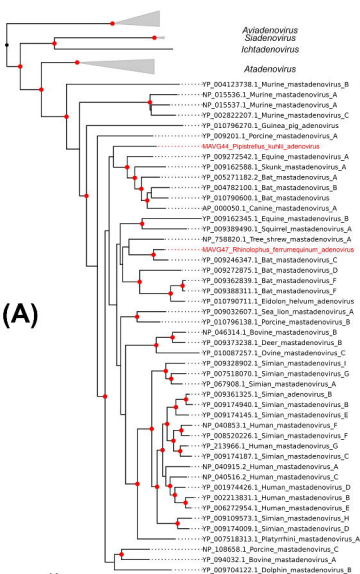 Aviadenovirus
Siadenovirus
Ichtadenovirus
Atadenovirus
YP_004123738.1_Murine_mastadenovirus_B
NP_015536.1_Murine_mastadenovirus_A
NP_015537.1_Murine_mastadenovirus_A
YP_002822207.1_Murine_mastadenovirus_C
YP_010796270.1_Guinea_pig_adenovirus
YP_009201.1_Porcine_mastadenovirus_A
MAVG44_Pipistrellus_kuhlii_adenovirus
YP_009272542.1_Equine_mastadenovirus_A
YP_009162588.1_Skunk_mastadenovirus_A
YP_005271182.2_Bat_mastadenovirus_A
YP_004782100.1_Bat_mastadenovirus_B
YP_010790600.1_Bat_mastadenovirus
AP_000050.1_Canine_mastadenovirus_A
YP_009162345.1_Equine_mastadenovirus_B
YP_009389490.1_Squirrel_mastadenovirus_A
NP_758820.1_Tree_shrew_mastadenovirus_A
MAVG47_Rhinolophus_ferrumequinum_adenovirus
YP_009246347.1_Bat_mastadenovirus_C
YP_009272875.1_Bat_mastadenovirus_D
YP_009362839.1_Bat_mastadenovirus_F
YP_009388311.1_Bat_mastadenovirus_F
YP_010790711.1_Eidolon_helvum_adenovirus
(A)
YP_009032607.1_Sea_lion_mastadenovirus_A
YP_010796138.1_Porcine_mastadenovirus_B
NP_046314.1_Bovine_mastadenovirus_B
YP_009373238.1_Deer_mastadenovirus_B
YP_010087257.1_Ovine_mastadenovirus_C
YP_009328902.1_Simian_mastadenovirus_I
YP_007518070.1_Simian_mastadenovirus_G
YP_067908.1_Simian_mastadenovirus_A
YP_009361325.1_Simian_adenovirus_B
YP_009174940.1_Simian_mastadenovirus_B
YP_009174145.1_Simian_mastadenovirus_E
NP_040853.1_Human_mastadenovirus_F
YP_008520226.1_Simian_mastadenovirus_F
YP_213966.1_Human_mastadenovirus_G
YP_009174187.1_Simian_mastadenovirus_C
NP_040915.2_Human_mastadenovirus_A
NP_040516.2_Human_mastadenovirus_C
YP_001974426.1_Human_mastadenovirus_D
YP_002213831.1_Human_mastadenovirus_B
YP_006272954.1_Human_mastadenovirus_E
YP_009109573.1_Simian_mastadenovirus_H
YP_009174009.1_Simian_mastadenovirus_D
YP_007518313.1_Platyrrhini_mastadenovirus_A
NP_108658.1_Porcine_mastadenovirus_C
YP_094032.1_Bovine_mastadenovirus_A
YP_009704122.1_Dolphin_mastadenovirus_B